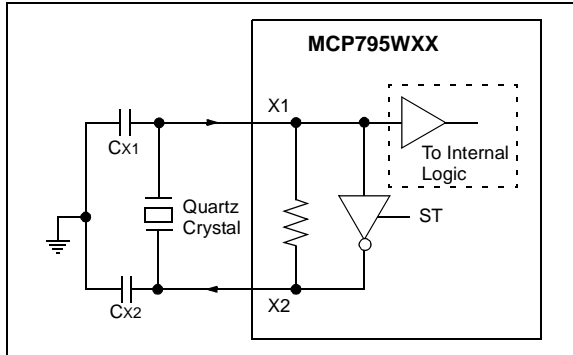 MCP795WXX
X1
CX1
To Internal
Logic
Quartz
Crystal
ST
X2
CX2